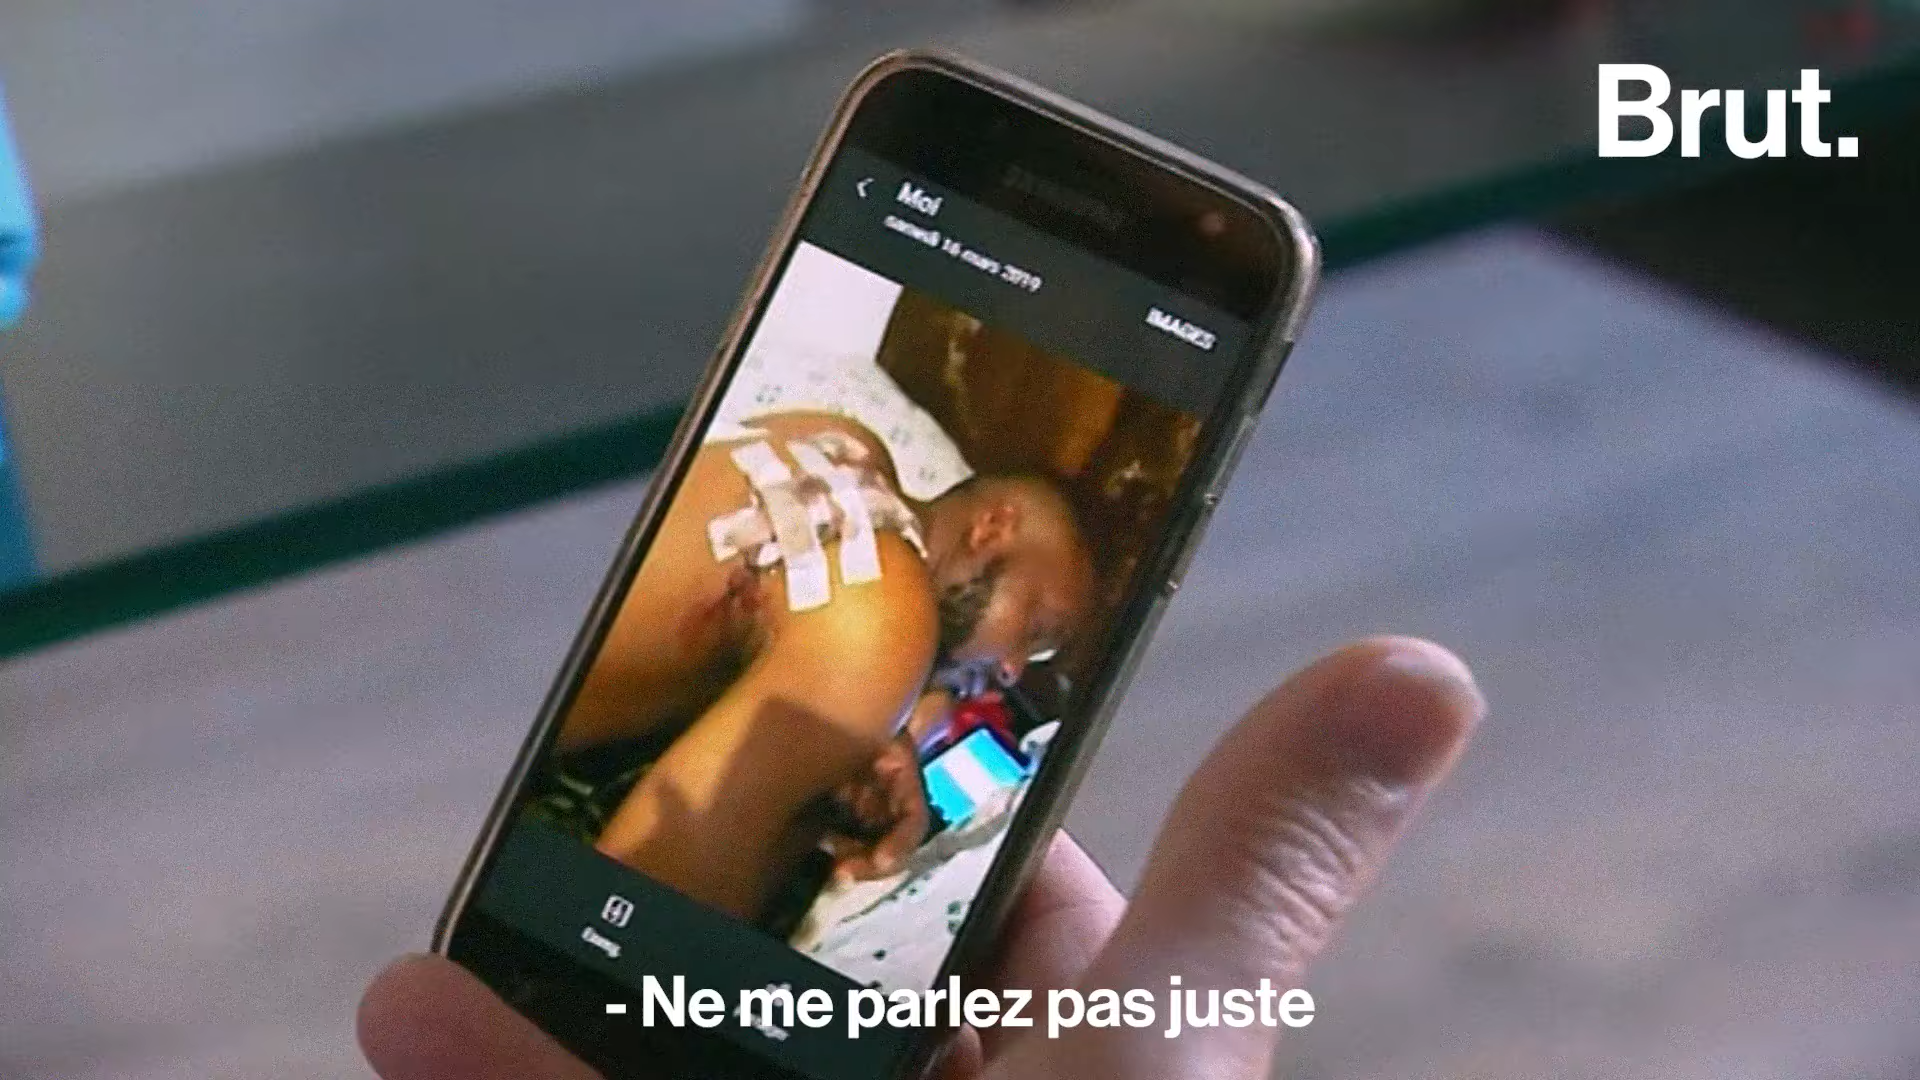 Brut.
Moi
samedi 16 mars 2019
IMAGES
- Ne me parlez pas juste